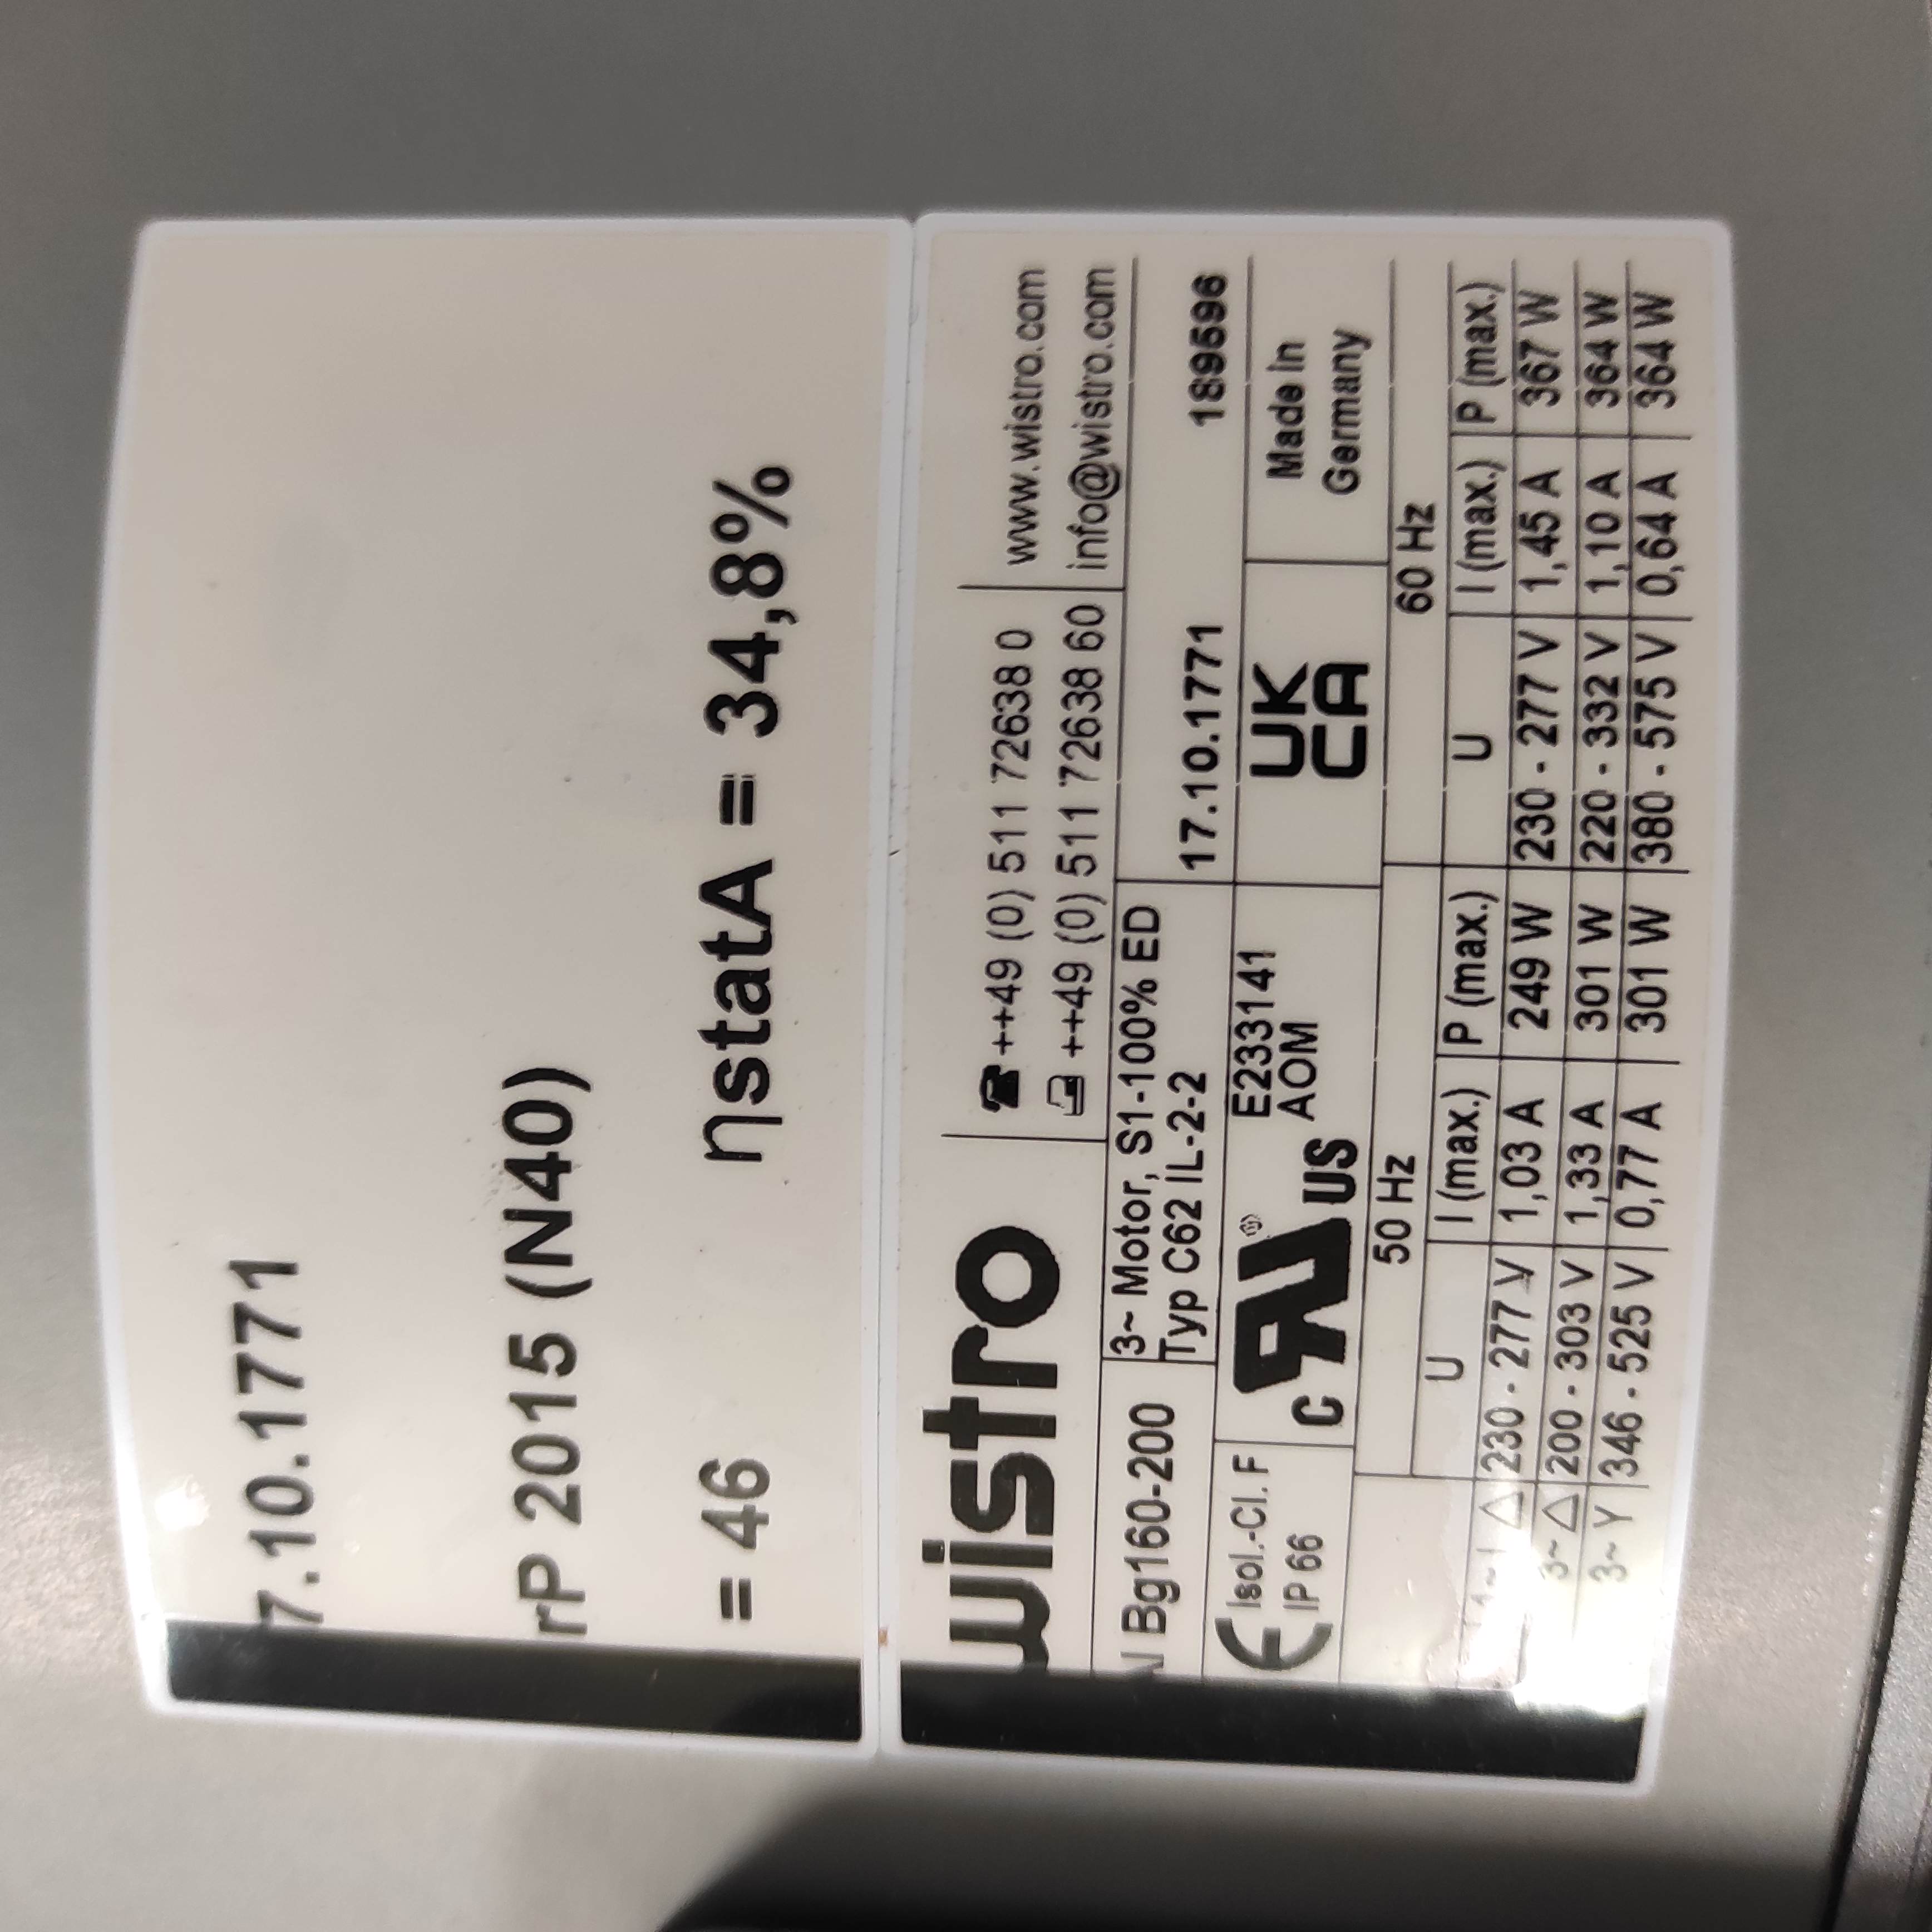 7.10.1771
rP 2015 (N40)
= 46 ηstatA = 34,8%
wistro
++49 (0) 511 72638 0 www.wistro.com
++49 (0) 511 72638 60 info@wistro.com
Bg160-200 3~ Motor, S1-100% ED
Typ C62 IL-2-2 17.10.1771 189596
CE Isol.-Cl. F
IP 66
c RU ® US E233141
AOM
UK
CA
Made in
Germany
50 Hz 60 Hz
U I (max.) P (max.) U I (max.) P (max.)
△ 230 - 277 V 1,03 A 249 W 230 - 277 V 1,45 A 367 W
3~ △ 200 - 303 V 1,33 A 301 W 220 - 332 V 1,10 A 364 W
3~ Y 346 - 525 V 0,77 A 301 W 380 - 575 V 0,64 A 364 W